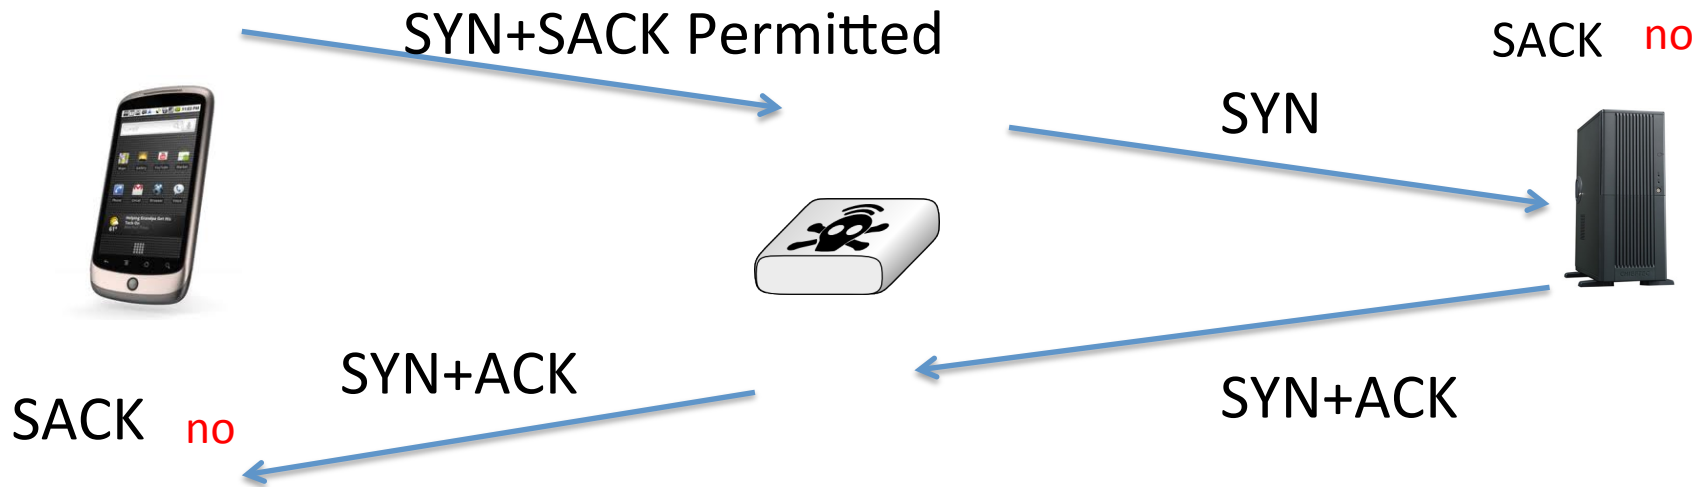 SYN+SACK Permitted
SACK no
SYN
SYN+ACK
SYN+ACK
SACK no